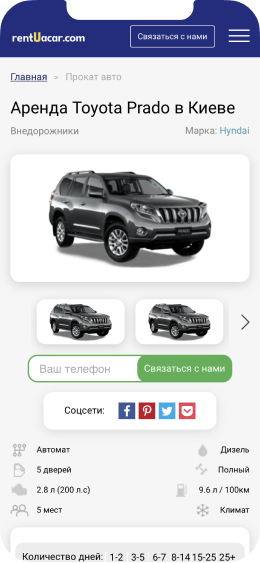 rentUacar.com
Связаться с нами
Главная » Прокат авто
Аренда Toyota Prado в Киеве
Внедорожники
Марка: Hyndai
Ваш телефон
Связаться с нами
Соцсети:
Автомат
Дизель
5 дверей
Полный
2.8 л (200 л.с)
9.6 л / 100км
5 мест
Климат
Количество дней: 1-2 3-5 6-7 8-14 15-25 25+